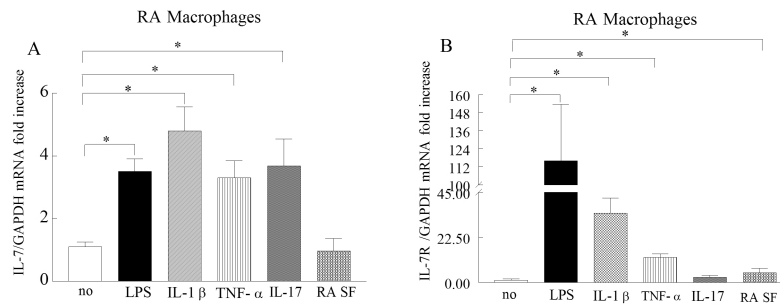 RA Macrophages
A
IL-7/GAPDH mRNA fold increase
6
4
2
0
*
*
*
*
no LPS IL-1 β TNF- α IL-17 RA SF
RA Macrophages
B
IL-7R /GAPDH mRNA fold increase
160
148
136
124
112
100
45.00
22.50
0.00
*
*
*
*
no LPS IL-1 β TNF- α IL-17 RA SF